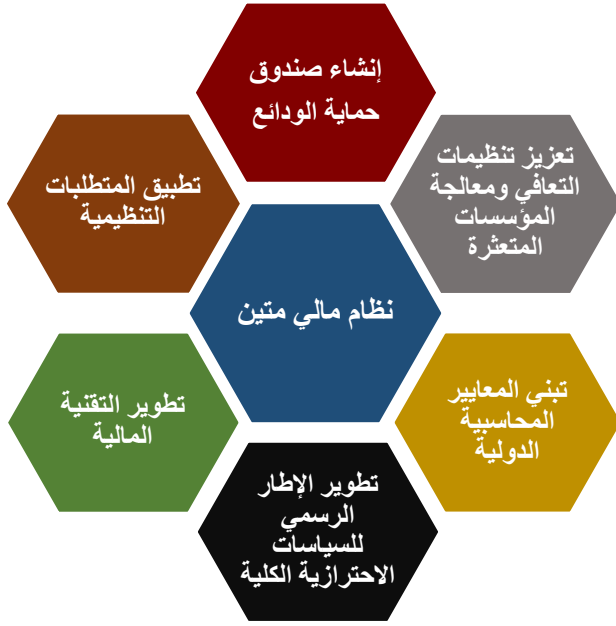 إنشاء صندوق
حماية الودائع
تعزيز تنظيمات
التعافي ومعالجة
المؤسسات
المتعثرة
تطبيق المتطلبات
التنظيمية
نظام مالي متين
تبني المعايير
المحاسبية
الدولية
تطوير التقنية
المالية
تطوير الإطار
الرسمي
للسياسات
الاحترازية الكلية